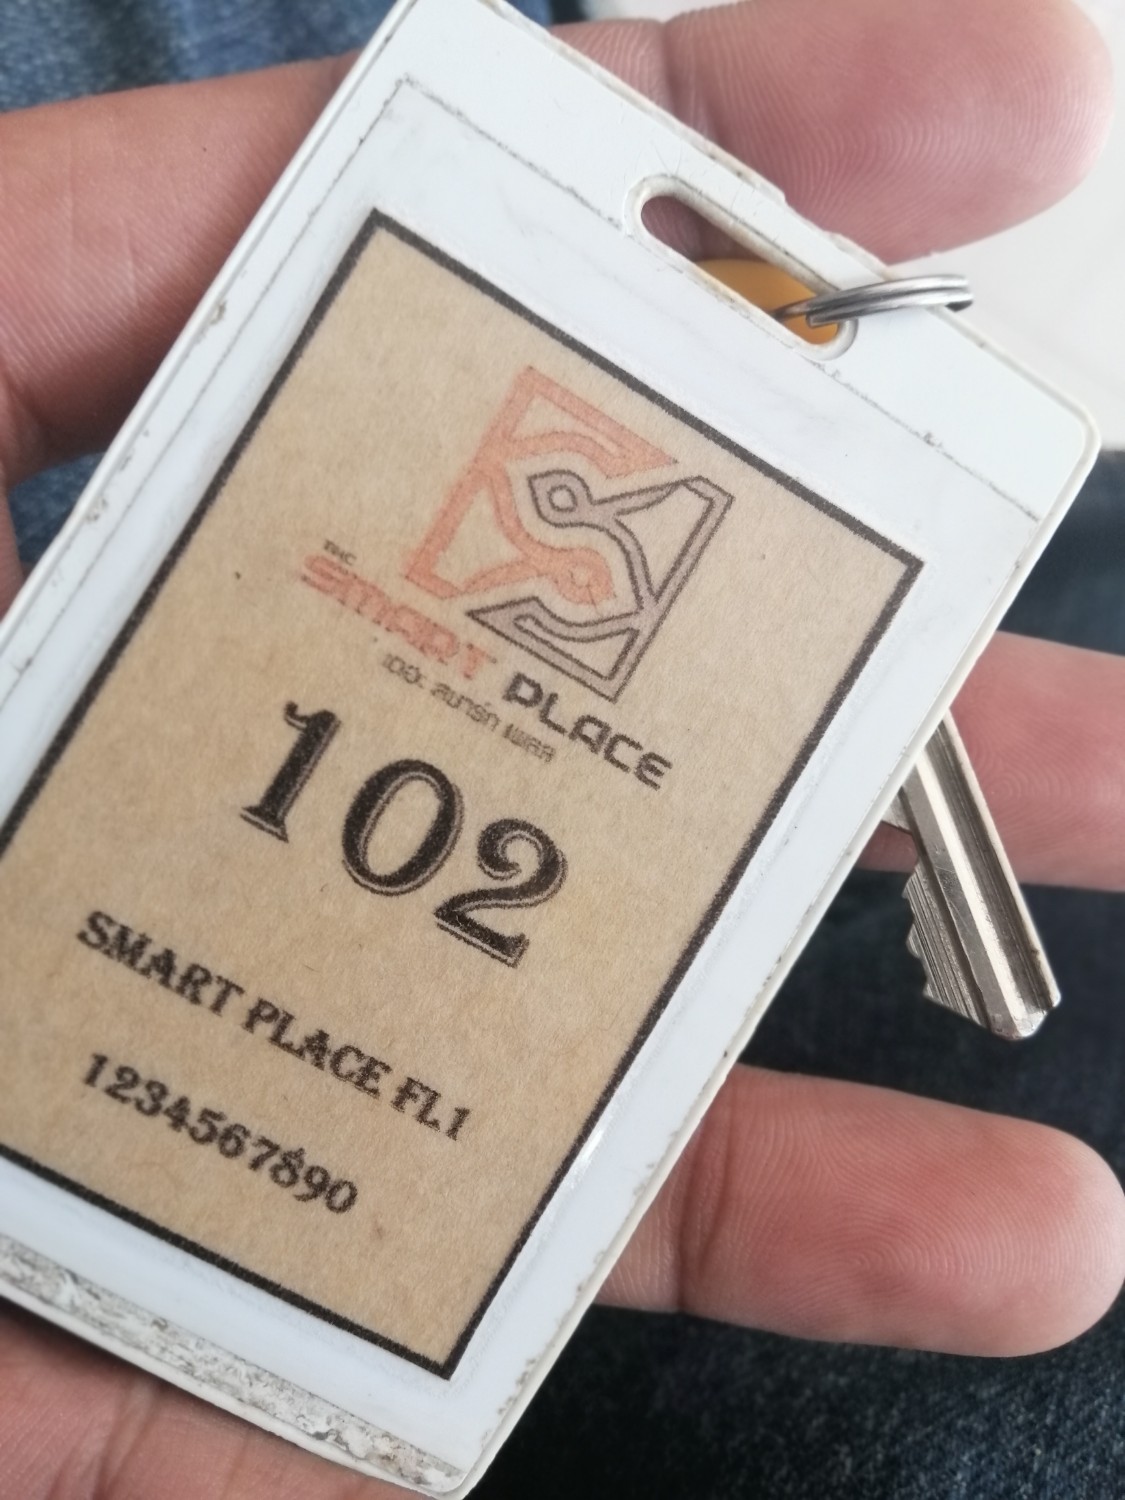 THE
SMART PLACE
เดอะ สมาร์ท เพลส
102
SMART PLACE FL1
1234567890